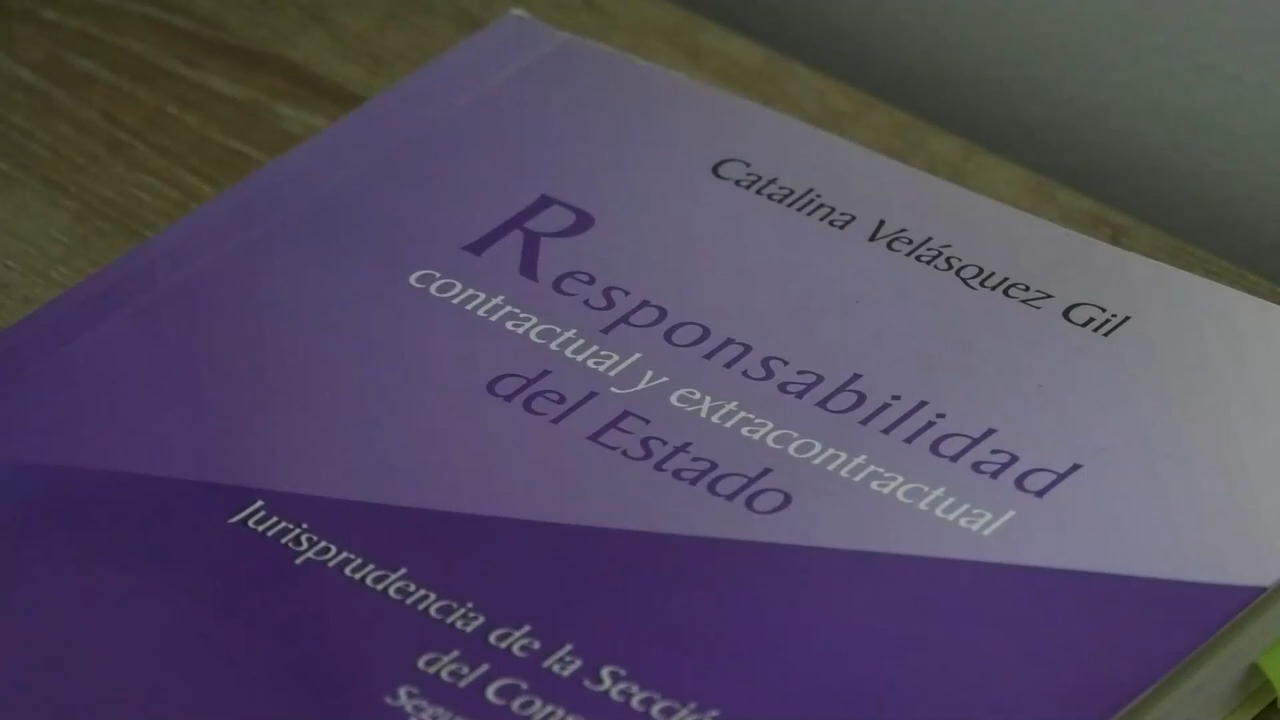 Catalina Velásquez Gil
Responsabilidad
contractual y extracontractual
del Estado
Jurisprudencia de la
del